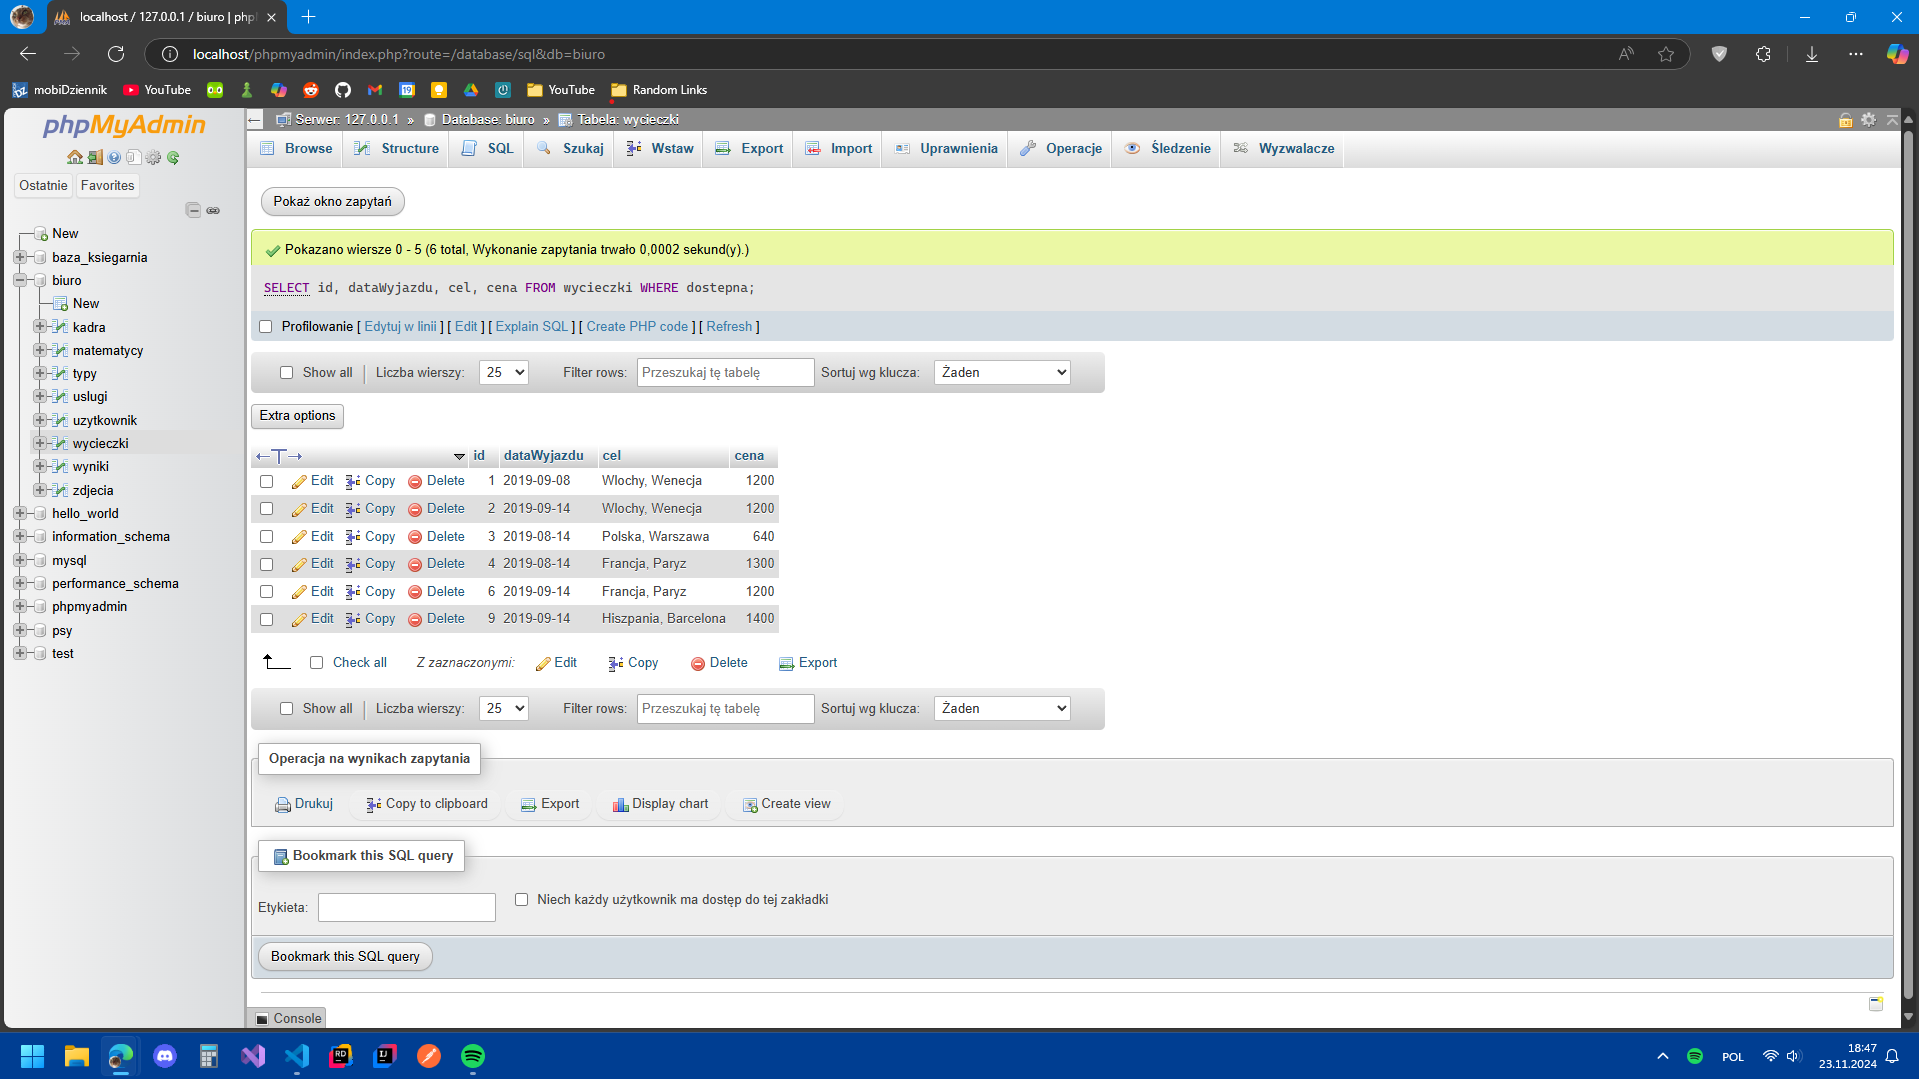 localhost / 127.0.0.1 / biuro | php
localhost/phpmyadmin/index.php?route=/database/sql&db=biuro
mobiDziennik YouTube YouTube Random Links
phpMyAdmin
Ostatnie Favorites
New
baza_ksiegarnia
biuro
New
kadra
matematycy
typy
uslugi
uzytkownik
wycieczki
wyniki
zdjecia
hello_world
information_schema
mysql
performance_schema
phpmyadmin
psy
test
Serwer: 127.0.0.1 » Database: biuro » Tabela: wycieczki
Browse Structure SQL Szukaj Wstaw Export Import Uprawnienia Operacje Śledzenie Wyzwalacze
Pokaż okno zapytań
Pokazano wiersze 0 - 5 (6 total, Wykonanie zapytania trwało 0,0002 sekund(y).)
SELECT id, dataWyjazdu, cel, cena FROM wycieczki WHERE dostepna;
Profilowanie [ Edytuj w linii ] [ Edit ] [ Explain SQL ] [ Create PHP code ] [ Refresh ]
Show all Liczba wierszy: 25 Filter rows: Przeszukaj tę tabelę Sortuj wg klucza: Żaden
Extra options
←T→ id dataWyjazdu cel cena
Edit Copy Delete 1 2019-09-08 Wlochy, Wenecja 1200
Edit Copy Delete 2 2019-09-14 Wlochy, Wenecja 1200
Edit Copy Delete 3 2019-08-14 Polska, Warszawa 640
Edit Copy Delete 4 2019-08-14 Francja, Paryz 1300
Edit Copy Delete 6 2019-09-14 Francja, Paryz 1200
Edit Copy Delete 9 2019-09-14 Hiszpania, Barcelona 1400
Check all Z zaznaczonymi: Edit Copy Delete Export
Show all Liczba wierszy: 25 Filter rows: Przeszukaj tę tabelę Sortuj wg klucza: Żaden
Operacja na wynikach zapytania
Drukuj Copy to clipboard Export Display chart Create view
Bookmark this SQL query
Etykieta: Niech każdy użytkownik ma dostęp do tej zakładki
Bookmark this SQL query
Console
POL 18:47
23.11.2024